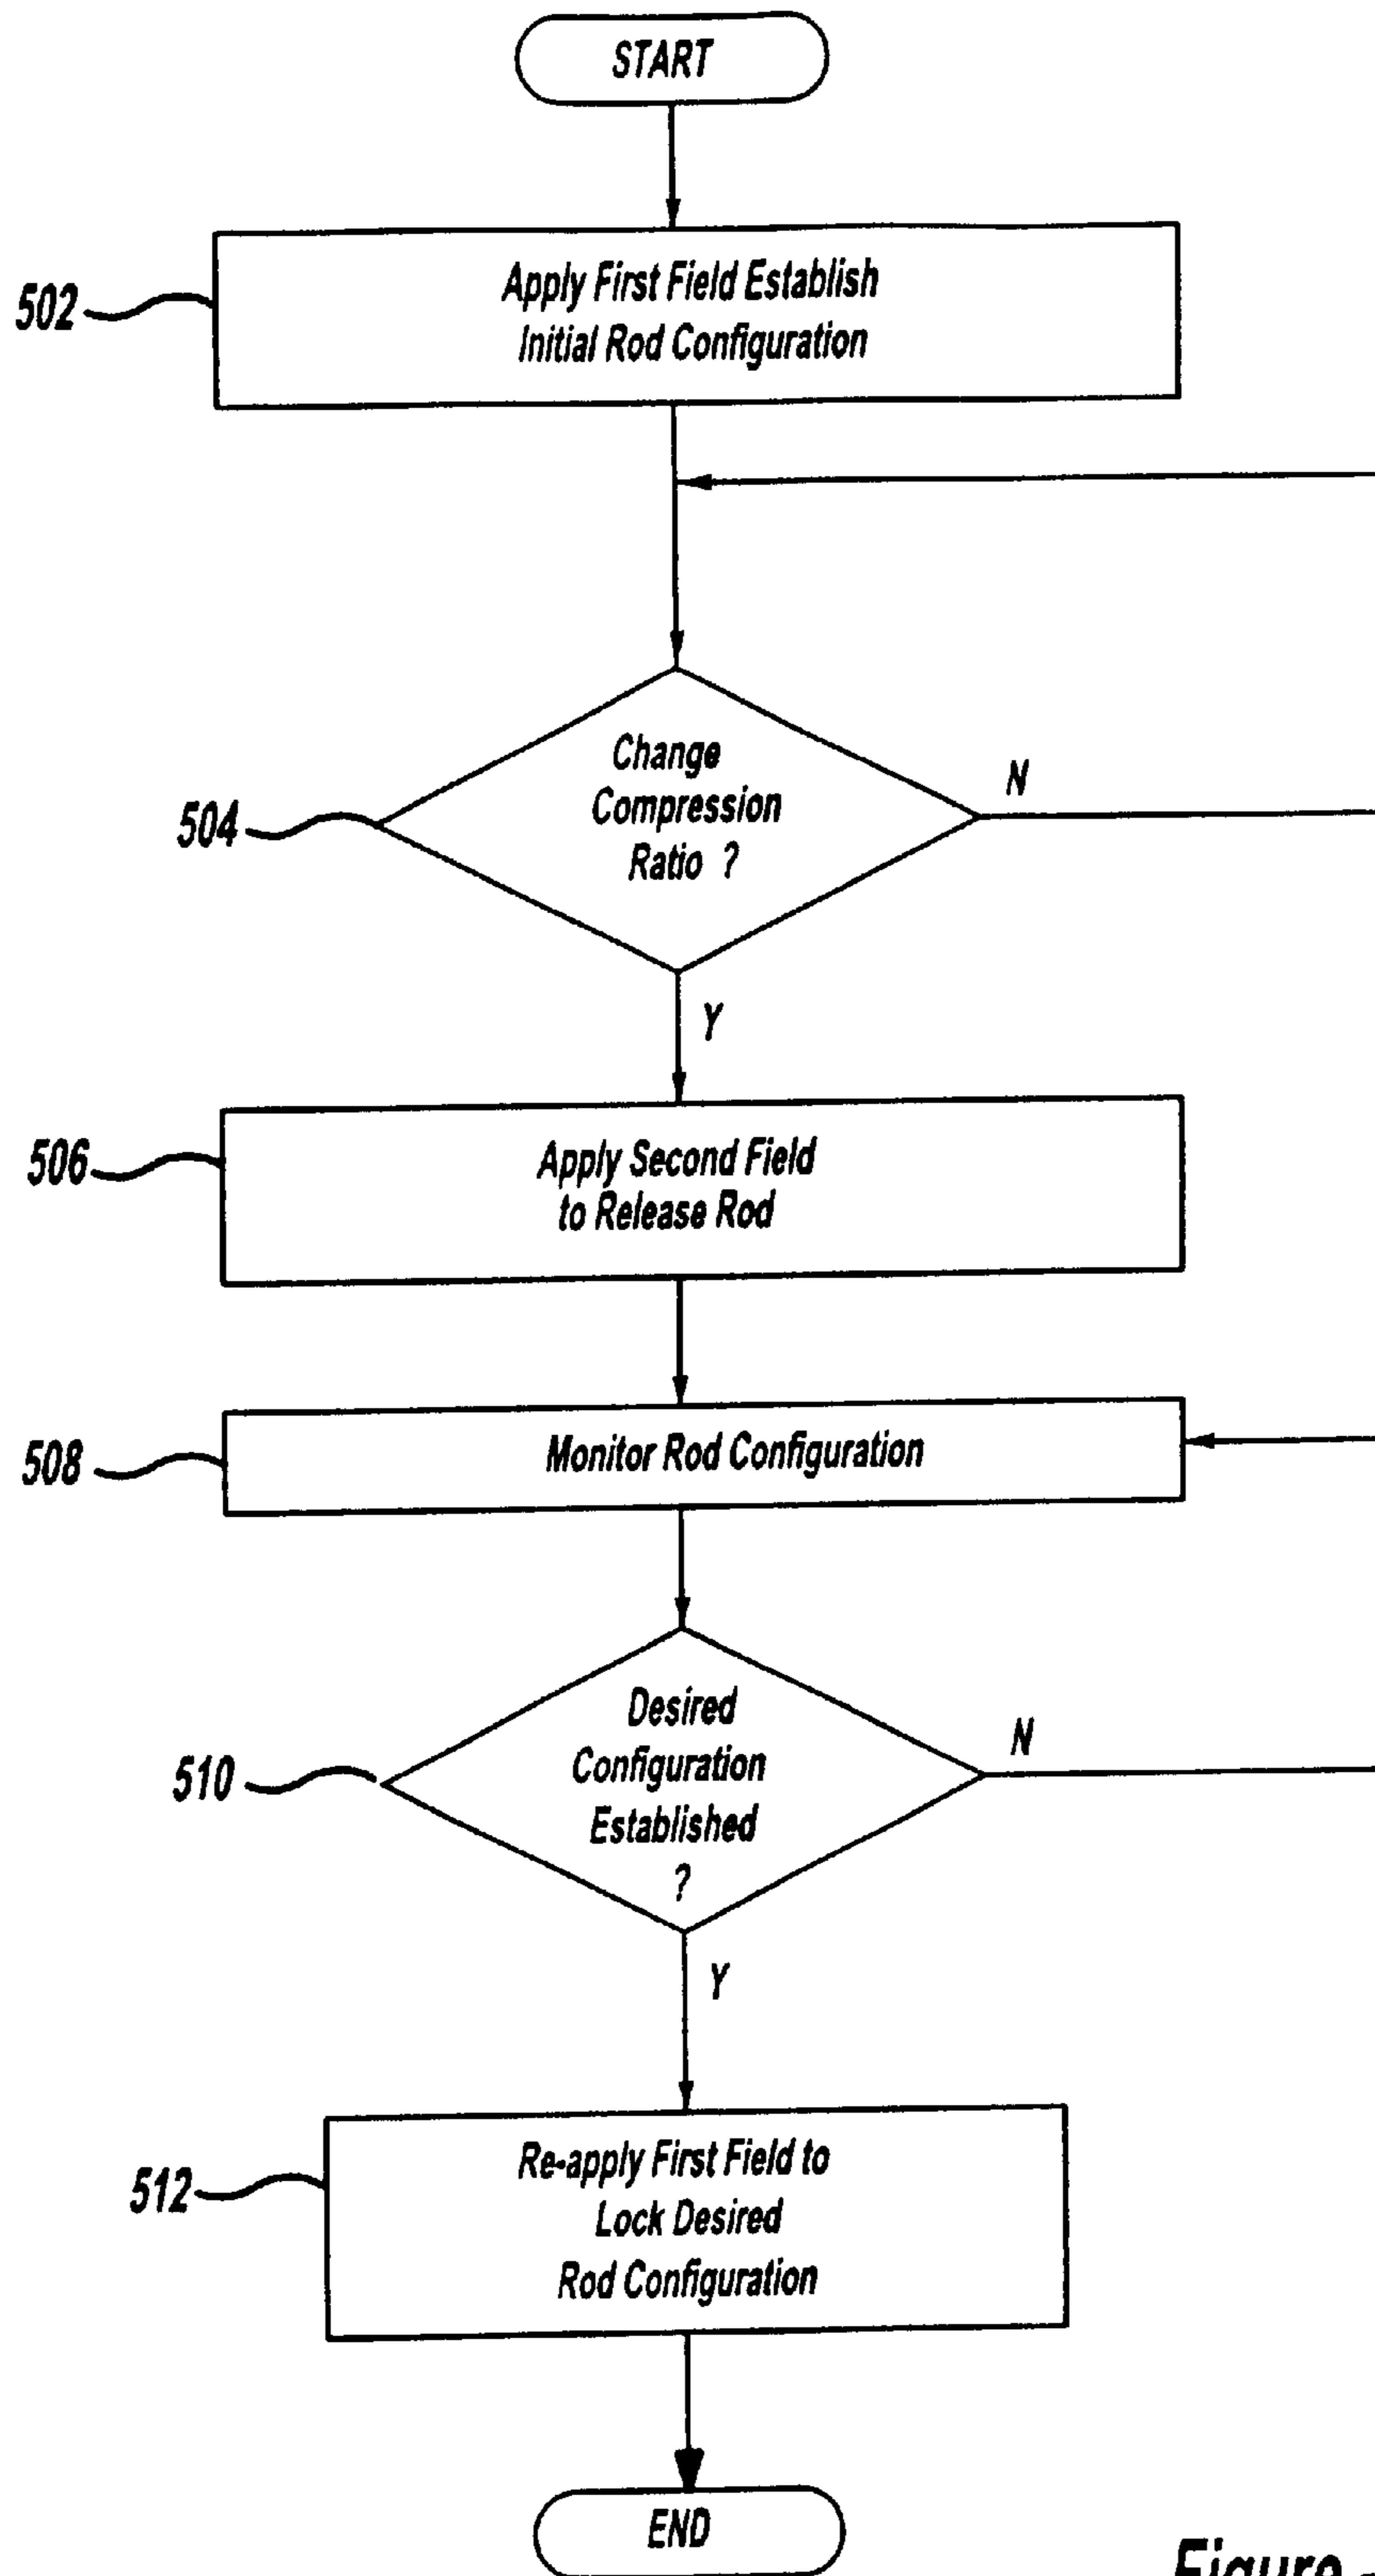 START
502
Apply First Field Establish
Initial Rod Configuration
504
Change
Compression
Ratio ?
N
Y
506
Apply Second Field
to Release Rod
508
Monitor Rod Configuration
510
Desired
Configuration
Established
?
N
Y
512
Re-apply First Field to
Lock Desired
Rod Configuration
END
Figure -